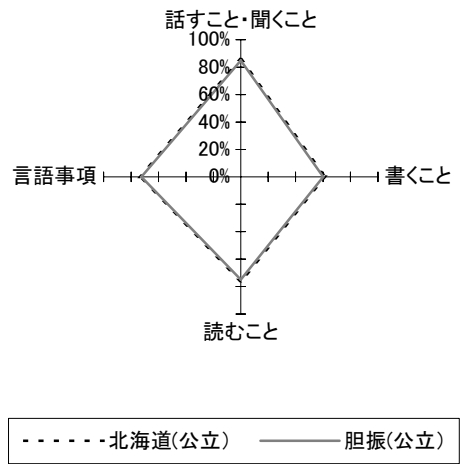 話すこと・聞くこと
100%
80%
60%
40%
20%
0%
言語事項
書くこと
読むこと
北海道(公立)
胆振(公立)